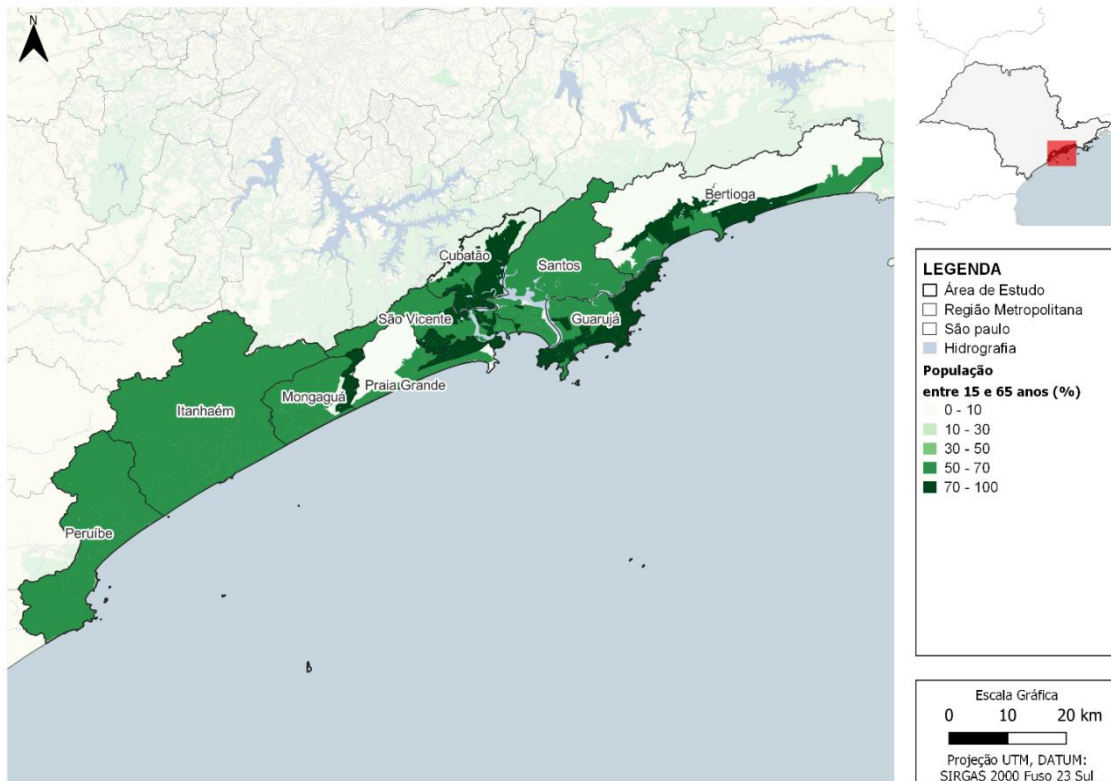 N
Bertioga
Cubatão
Santos
São Vicente
Guarujá
Praia Grande
Mongaguá
Itanhaém
Peruíbe
LEGENDA
Área de Estudo
Região Metropolitana
São paulo
Hidrografia
População
entre 15 e 65 anos (%)
0 - 10
10 - 30
30 - 50
50 - 70
70 - 100
Escala Gráfica
0 10 20 km
Projeção UTM, DATUM:
SIRGAS 2000 Fuso 23 Sul